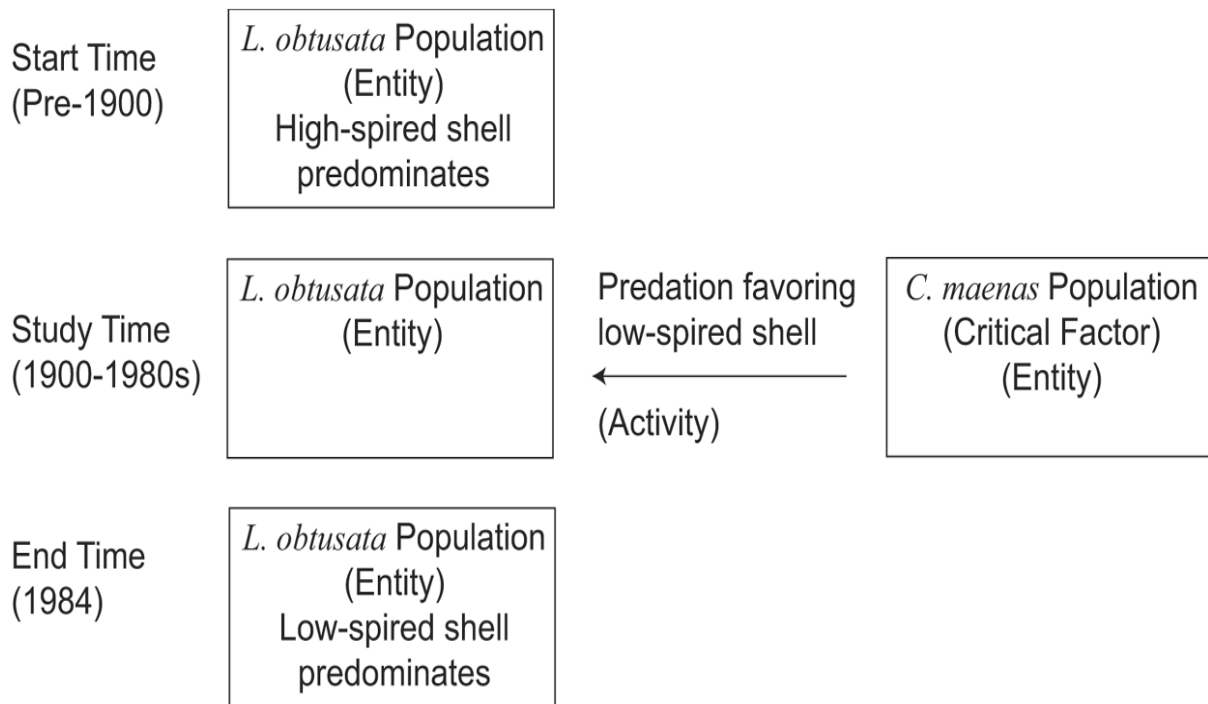 Start Time
(Pre-1900)
L. obtusata Population
(Entity)
High-spired shell
predominates
Study Time
(1900-1980s)
L. obtusata Population
(Entity)
Predation favoring
low-spired shell
(Activity)
C. maenas Population
(Critical Factor)
(Entity)
End Time
(1984)
L. obtusata Population
(Entity)
Low-spired shell
predominates